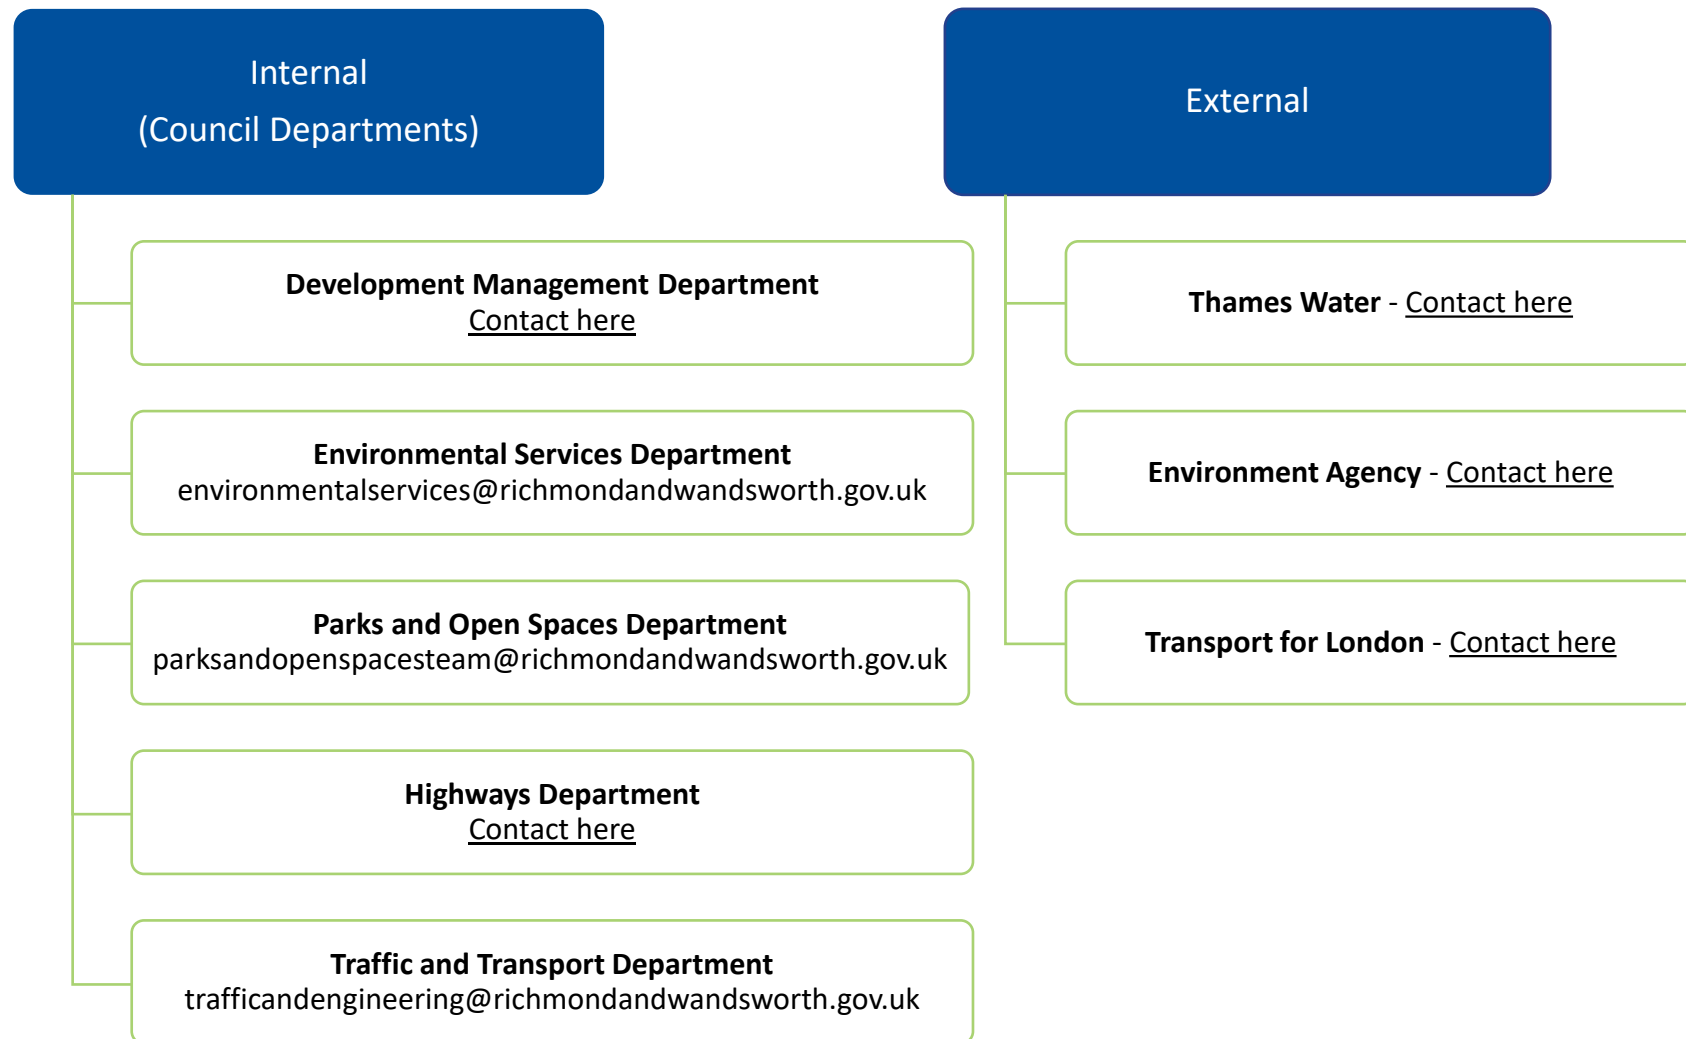 Internal
(Council Departments)
Development Management Department
Contact here
Environmental Services Department
environmentalservices@richmondandwandsworth.gov.uk
Parks and Open Spaces Department
parksandopenspacesteam@richmondandwandsworth.gov.uk
Highways Department
Contact here
Traffic and Transport Department
trafficandengineering@richmondandwandsworth.gov.uk
External
Thames Water - Contact here
Environment Agency - Contact here
Transport for London - Contact here